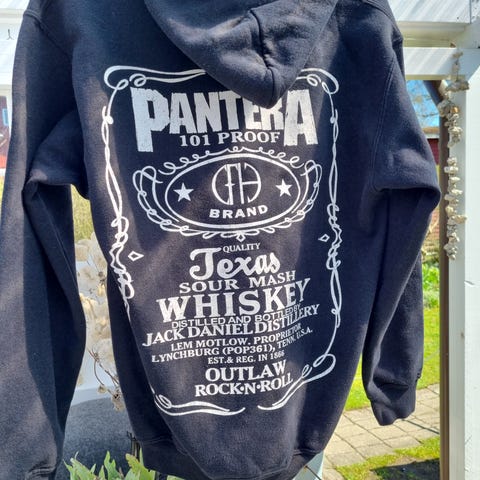 PANTERA
101 PROOF
CFH
BRAND
QUALITY
Texas
SOUR MASH
WHISKEY
DISTILLED AND BOTTLED BY
JACK DANIEL DISTILLERY
LEM MOTLOW, PROPRIETOR
LYNCHBURG (POP361), TENN. U.S.A.
EST.& REG. IN 1866
OUTLAW
ROCK•N•ROLL